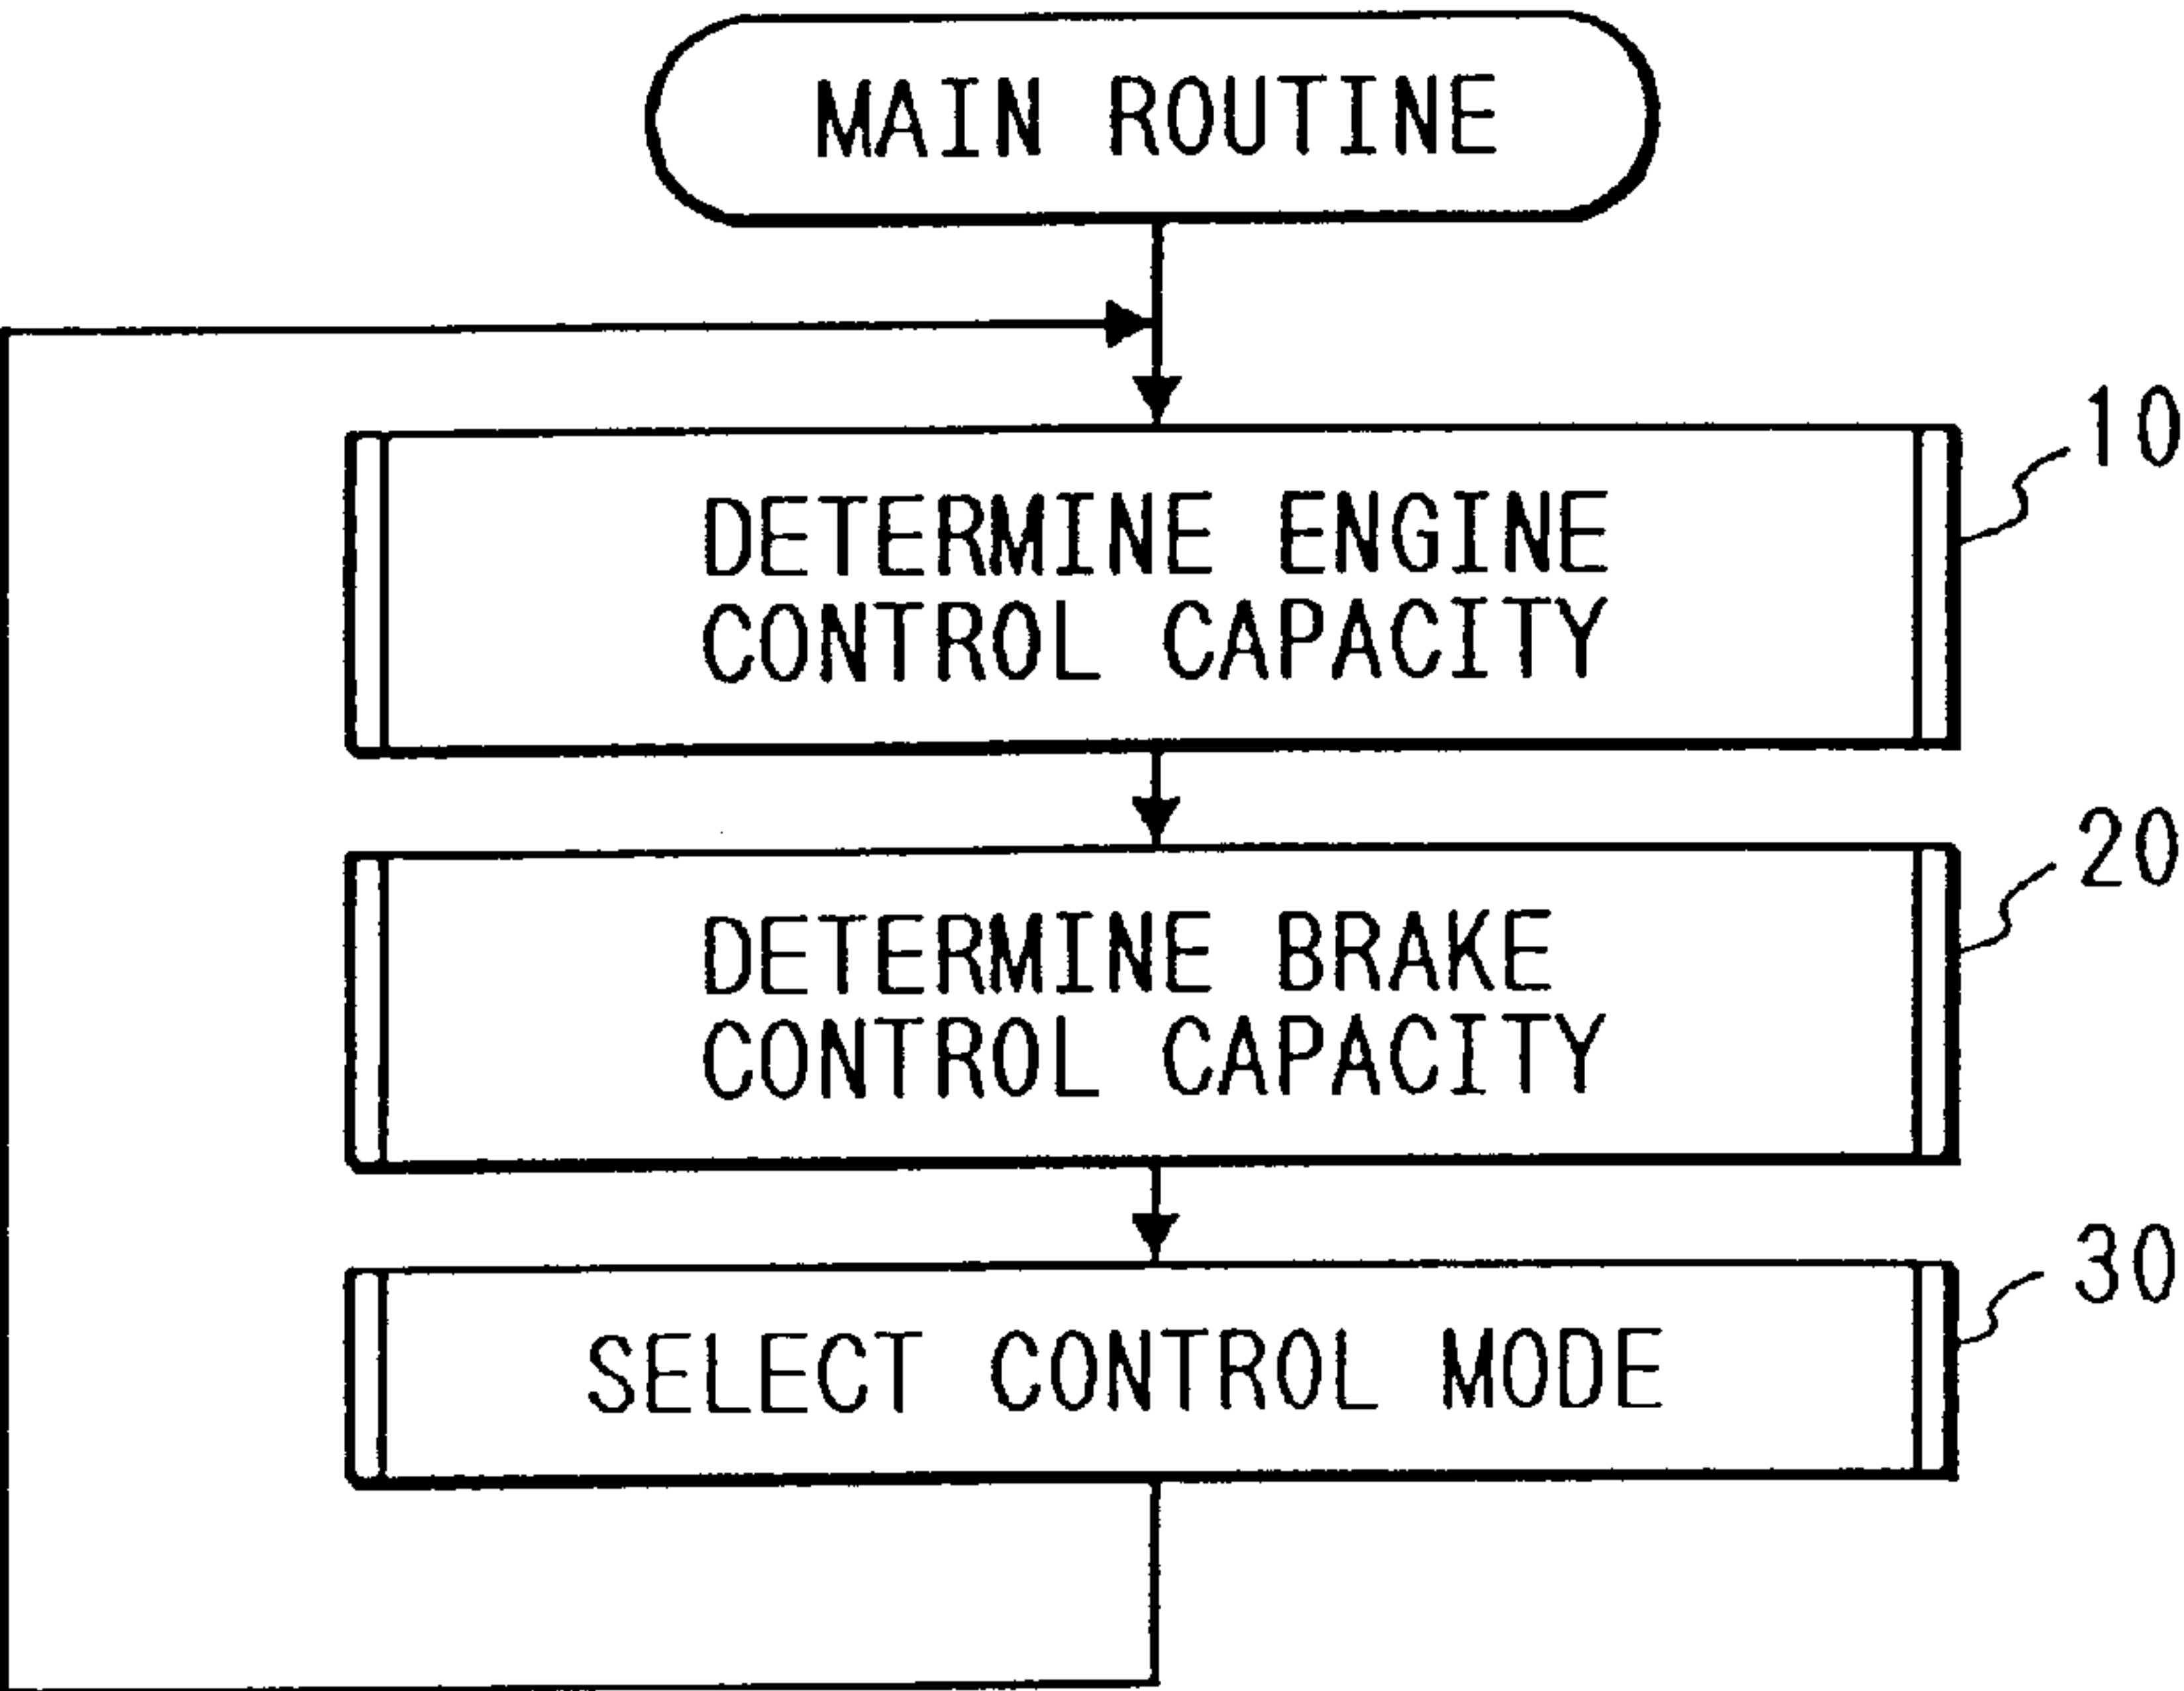 MAIN ROUTINE
10
DETERMINE ENGINE
CONTROL CAPACITY
20
DETERMINE BRAKE
CONTROL CAPACITY
30
SELECT CONTROL MODE